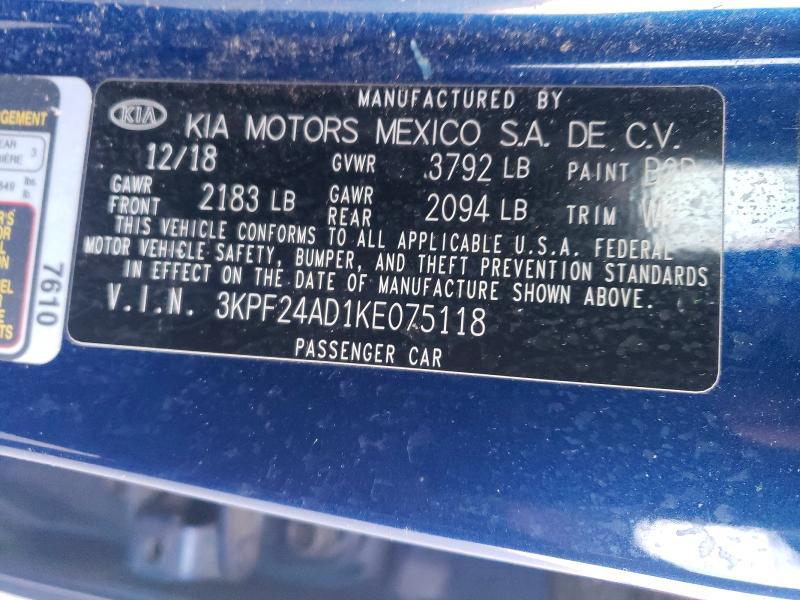 MANUFACTURED BY
KIA KIA MOTORS MEXICO S.A. DE C.V.
12/18 GVWR 3792 LB PAINT
GAWR FRONT 2183 LB GAWR REAR 2094 LB TRIM
THIS VEHICLE CONFORMS TO ALL APPLICABLE U.S.A. FEDERAL
MOTOR VEHICLE SAFETY, BUMPER, AND THEFT PREVENTION STANDARDS
IN EFFECT ON THE DATE OF MANUFACTURE SHOWN ABOVE.
V.I.N. 3KPF24AD1KE075118
PASSENGER CAR
7610
3
lbs.